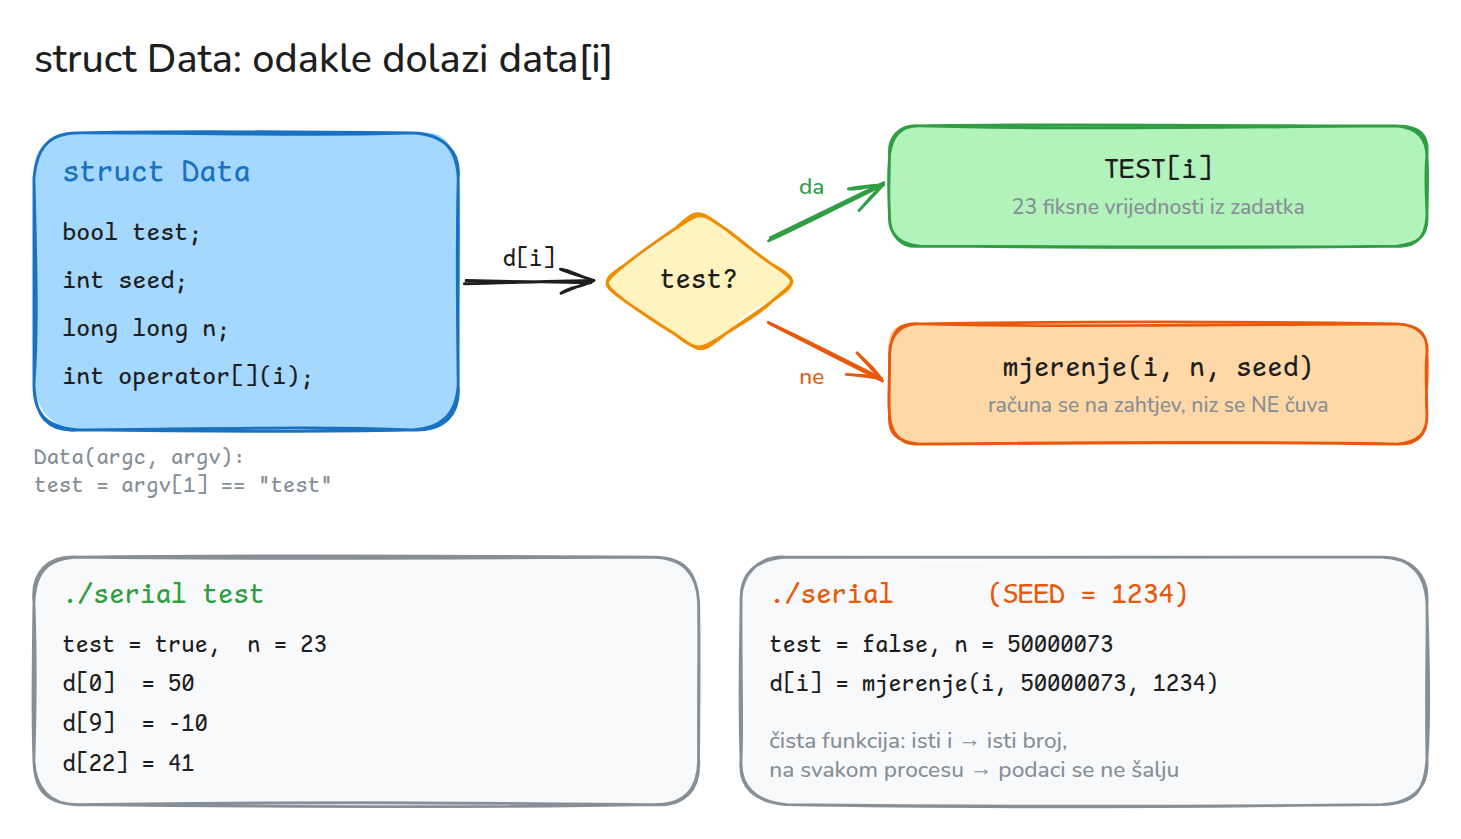 struct Data: odakle dolazi data[i]
struct Data
bool test;
int seed;
long long n;
int operator[](i);
Data(argc, argv):
test = argv[1] == "test"
d[i]
test?
da
ne
TEST[i]
23 fiksne vrijednosti iz zadatka
mjerenje(i, n, seed)
računa se na zahtjev, niz se NE čuva
./serial test
test = true,  n = 23
d[0]  = 50
d[9]  = -10
d[22] = 41
./serial      (SEED = 1234)
test = false, n = 50000073
d[i] = mjerenje(i, 50000073, 1234)
čista funkcija: isti i → isti broj,
na svakom procesu → podaci se ne šalju